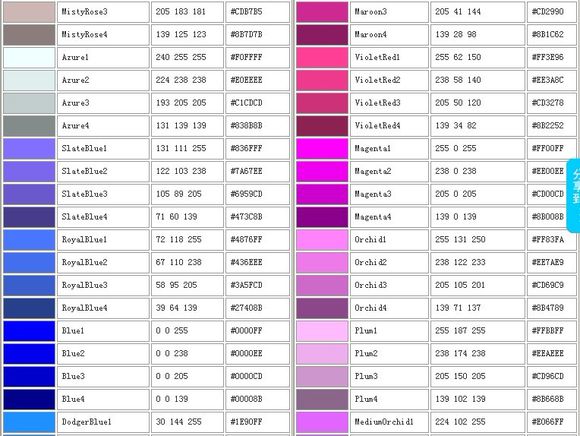 MistyRose3 205 183 181 #CDB7B5
MistyRose4 139 125 123 #8B7D7B
Azure1 240 255 255 #F0FFFF
Azure2 224 238 238 #E0EEEE
Azure3 193 205 205 #C1CDCD
Azure4 131 139 139 #838B8B
SlateBlue1 131 111 255 #836FFF
SlateBlue2 122 103 238 #7A67EE
SlateBlue3 105 89 205 #6959CD
SlateBlue4 71 60 139 #473C8B
RoyalBlue1 72 118 255 #4876FF
RoyalBlue2 67 110 238 #436EEE
RoyalBlue3 58 95 205 #3A5FCD
RoyalBlue4 39 64 139 #27408B
Blue1 0 0 255 #0000FF
Blue2 0 0 238 #0000EE
Blue3 0 0 205 #0000CD
Blue4 0 0 139 #00008B
DodgerBlue1 30 144 255 #1E90FF
Maroon3 205 41 144 #CD2990
Maroon4 139 28 98 #8B1C62
VioletRed1 255 62 150 #FF3E96
VioletRed2 238 58 140 #EE3A8C
VioletRed3 205 50 120 #CD3278
VioletRed4 139 34 82 #8B2252
Magenta1 255 0 255 #FF00FF
Magenta2 238 0 238 #EE00EE
Magenta3 205 0 205 #CD00CD
Magenta4 139 0 139 #8B008B
Orchid1 255 131 250 #FF83FA
Orchid2 238 122 233 #EE7AE9
Orchid3 205 105 201 #CD69C9
Orchid4 139 71 137 #8B4789
Plum1 255 187 255 #FFBBFF
Plum2 238 174 238 #EEAEEE
Plum3 205 150 205 #CD96CD
Plum4 139 102 139 #8B668B
MediumOrchid1 224 102 255 #E066FF
分享到